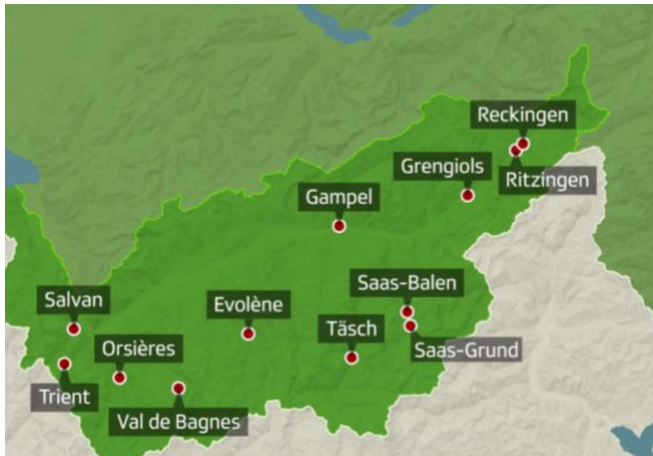 Reckingen
Grengiols
Ritzingen
Gampel
Saas-Balen
Salvan
Evolène
Täsch
Orsières
Saas-Grund
Trient
Val de Bagnes